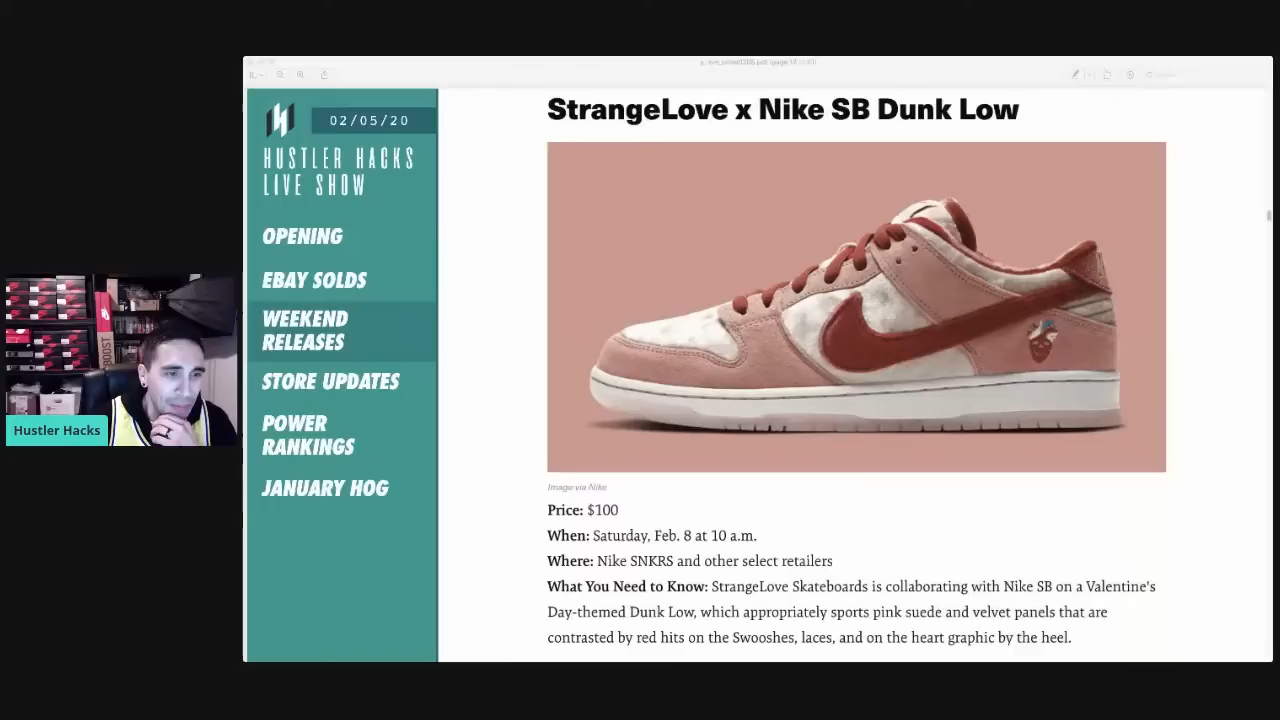 02/05/20
HUSTLER HACKS
LIVE SHOW
OPENING
EBAY SOLDS
WEEKEND
RELEASES
STORE UPDATES
POWER
RANKINGS
JANUARY HOG
BOOST
Hustler Hacks
StrangeLove x Nike SB Dunk Low
Image via Nike
Price: $100
When: Saturday, Feb. 8 at 10 a.m.
Where: Nike SNKRS and other select retailers
What You Need to Know: StrangeLove Skateboards is collaborating with Nike SB on a Valentine's
Day-themed Dunk Low, which appropriately sports pink suede and velvet panels that are
contrasted by red hits on the Swooshes, laces, and on the heart graphic by the heel.